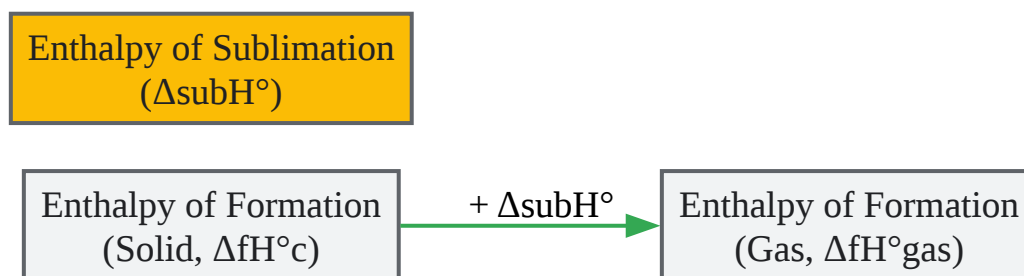 Enthalpy of Sublimation
(ΔsubH°)
Enthalpy of Formation
(Solid, ΔfH°c)
+ ΔsubH°
Enthalpy of Formation
(Gas, ΔfH°gas)